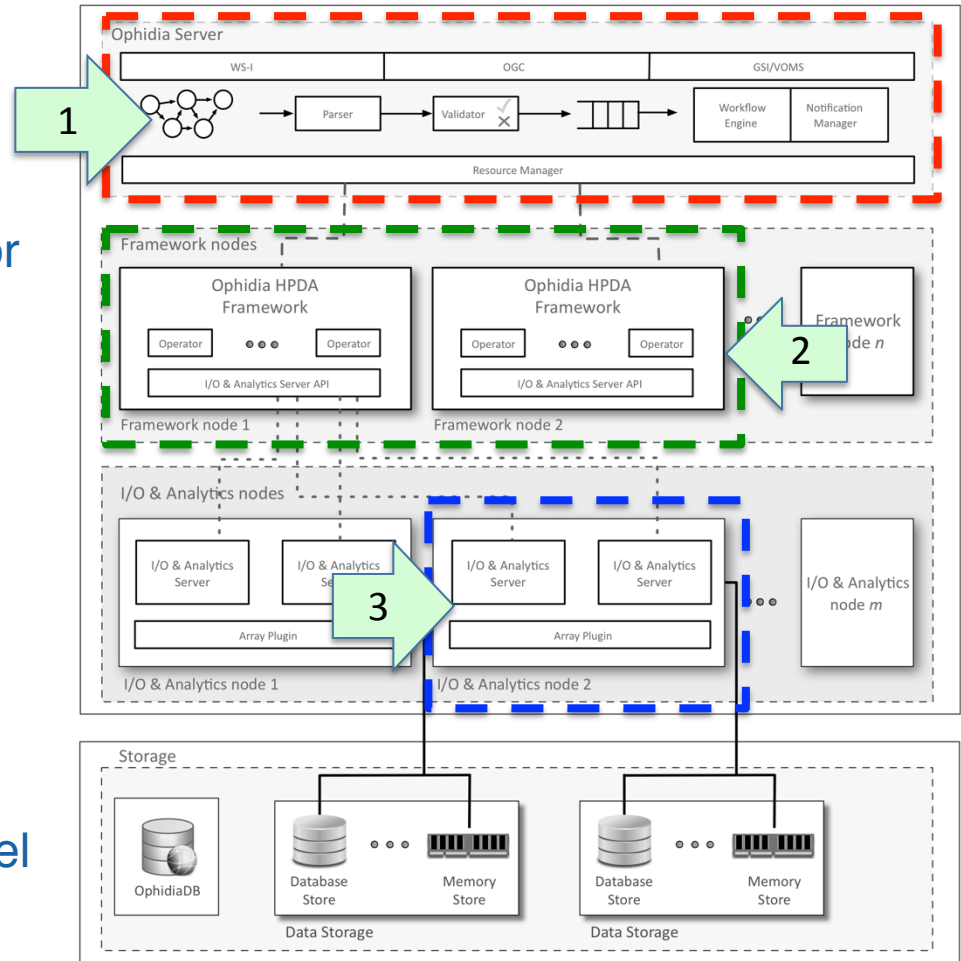 Ophidia Server
WS-I
OGC
GSI/VOMS
1
Parser
Validator
Workflow
Engine
Notification
Manager
Resource Manager
or
Framework nodes
Ophidia HPDA
Framework
Operator
Operator
I/O & Analytics Server API
Framework node 1
Ophidia HPDA
Framework
Operator
Operator
I/O & Analytics Server API
Framework node 2
2
Framework
n
I/O & Analytics nodes
I/O & Analytics
Server
I/O & Analytics
Array Plugin
I/O & Analytics node 1
3
I/O & Analytics
Server
I/O & Analytics
Server
Array Plugin
I/O & Analytics node 2
I/O & Analytics
node m
Storage
el
OphidiaDB
Database
Store
Memory
Store
Data Storage
Database
Store
Memory
Store
Data Storage